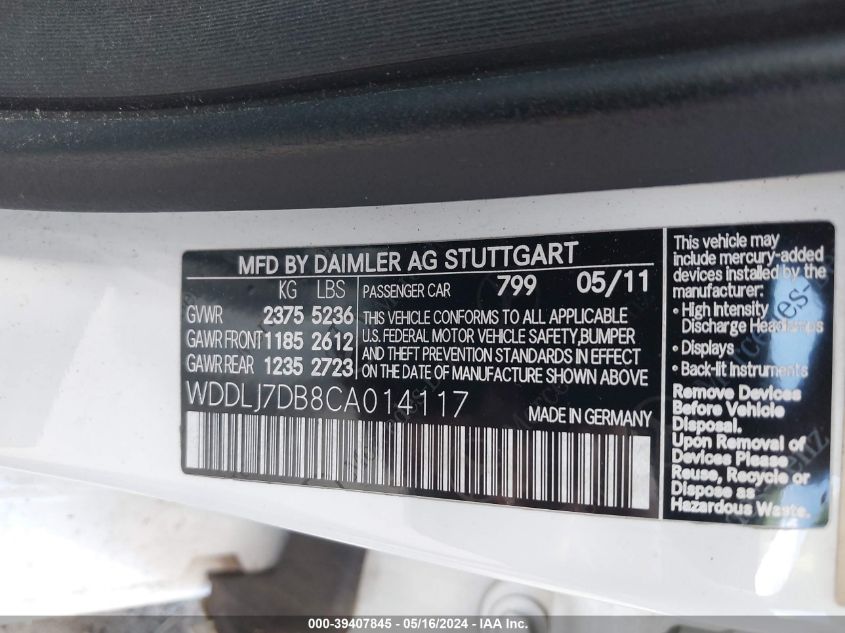 MFD BY DAIMLER AG STUTTGART
KG LBS
GVWR 2375 5236
GAWR FRONT 1185 2612
GAWR REAR 1235 2723
PASSENGER CAR 799 05/11
THIS VEHICLE CONFORMS TO ALL APPLICABLE
U.S. FEDERAL MOTOR VEHICLE SAFETY,BUMPER
AND THEFT PREVENTION STANDARDS IN EFFECT
ON THE DATE OF MANUFACTURE SHOWN ABOVE
WDDLJ7DB8CA014117
MADE IN GERMANY
This vehicle may
include mercury-added
devices installed by the
manufacturer:
• High Intensity
Discharge Headlamps
• Displays
• Back-lit Instruments
Remove Devices
Before Vehicle
Disposal.
Upon Removal of
Devices Please
Reuse, Recycle or
Dispose as
Hazardous Waste.
000-39407845 - 05/16/2024 - IAA Inc.